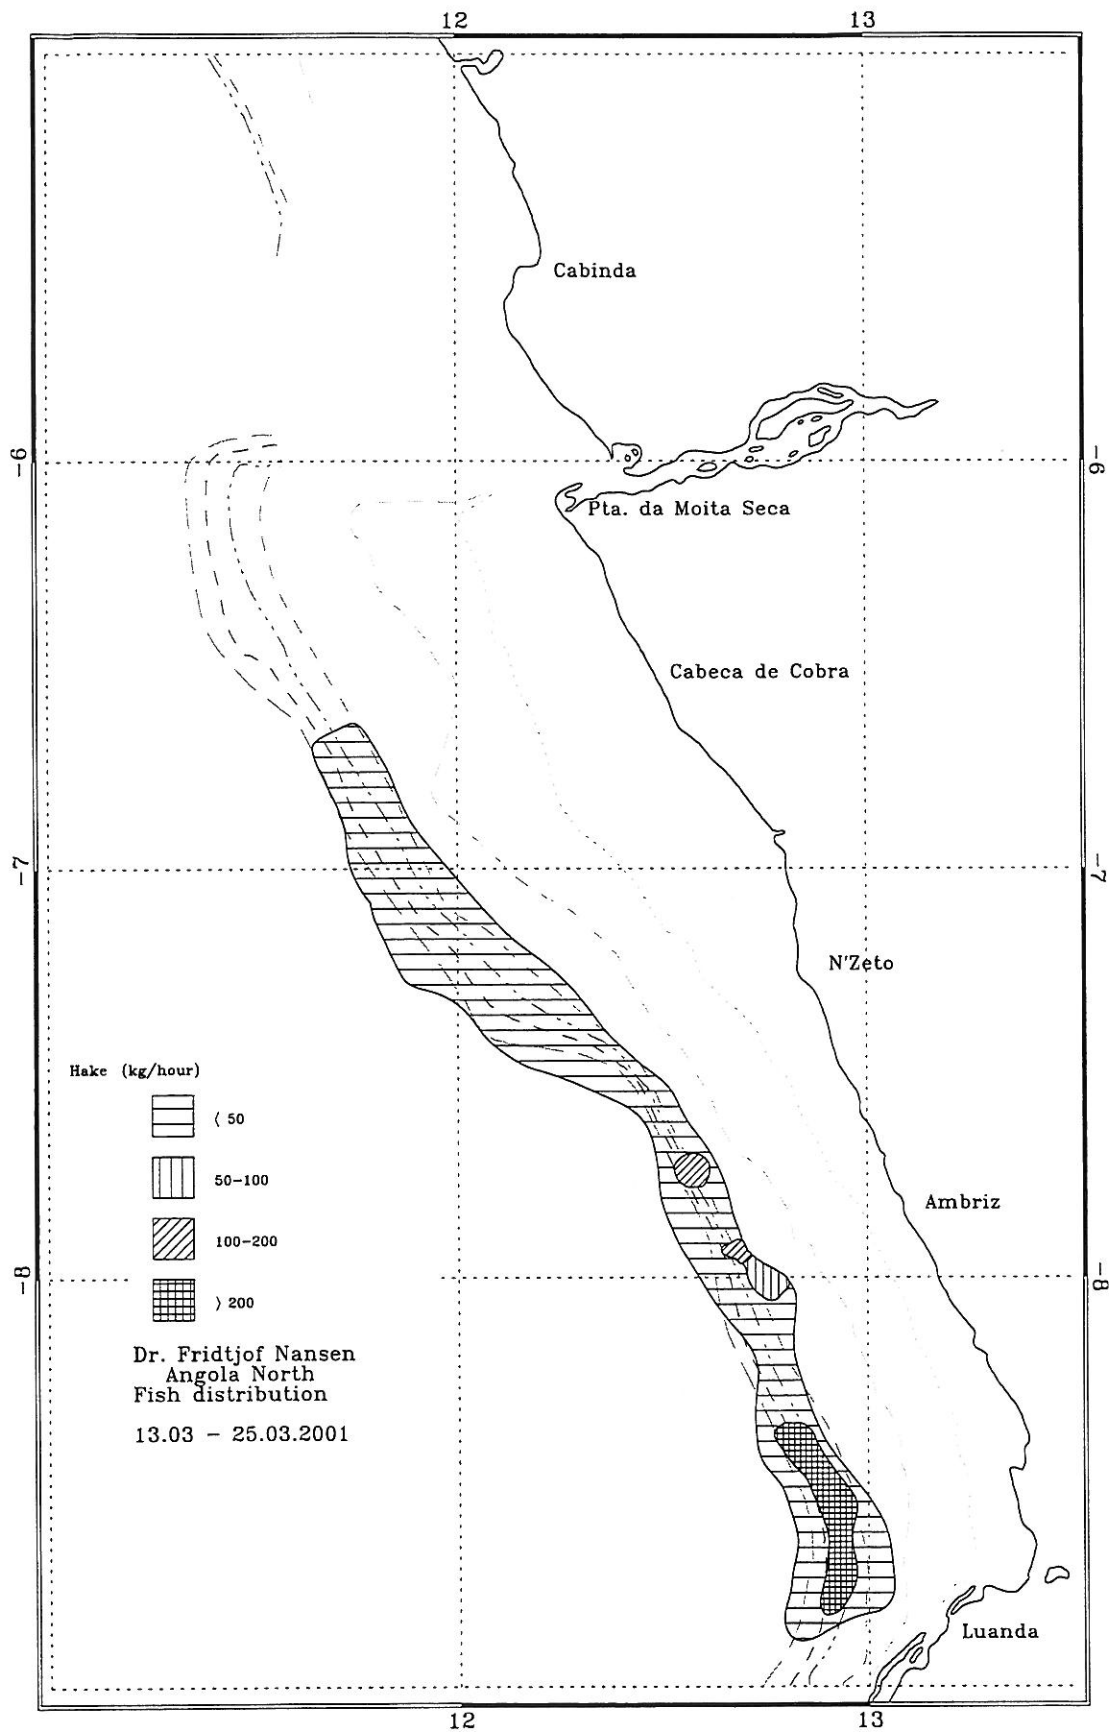 12 13
Cabinda
-6 -6
Pta. da Moita Seca
Cabeca de Cobra
-7 -7
N'Zeto
Hake (kg/hour)
< 50
50-100
Ambriz
100-200
-8 -8
> 200
Dr. Fridtjof Nansen
Angola North
Fish distribution
13.03 - 25.03.2001
Luanda
12 13